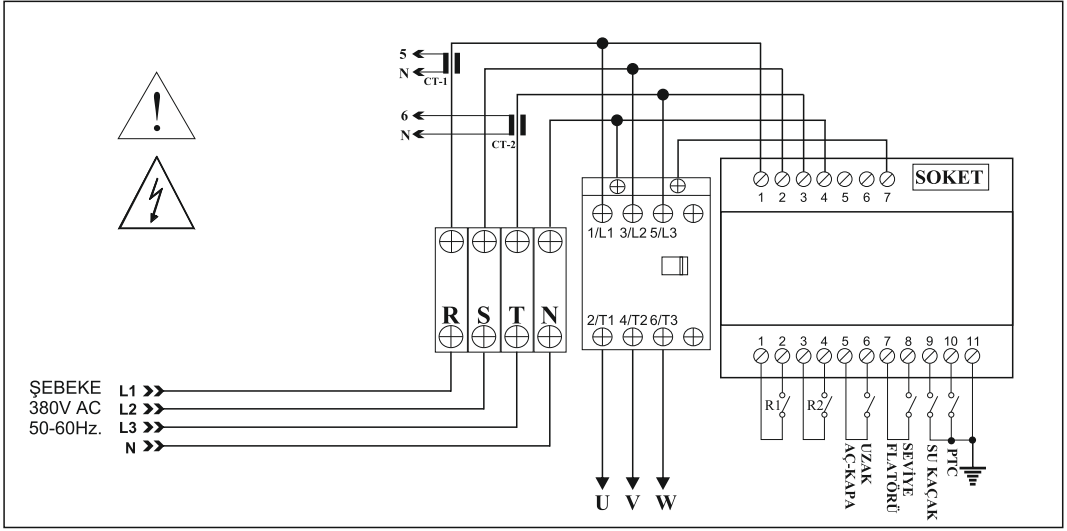 5
N
CT-1
6
N
CT-2
SOKET
1 2 3 4 5 6 7
1/L1 3/L2 5/L3
R S T N
2/T1 4/T2 6/T3
1 2 3 4 5 6 7 8 9 10 11
ŞEBEKE
380V AC
50-60Hz.
L1
L2
L3
N
R1
R2
UZAK
AÇ-KAPA
SEVİYE
FLATÖRÜ
SU KAÇAK
PTC
U V W